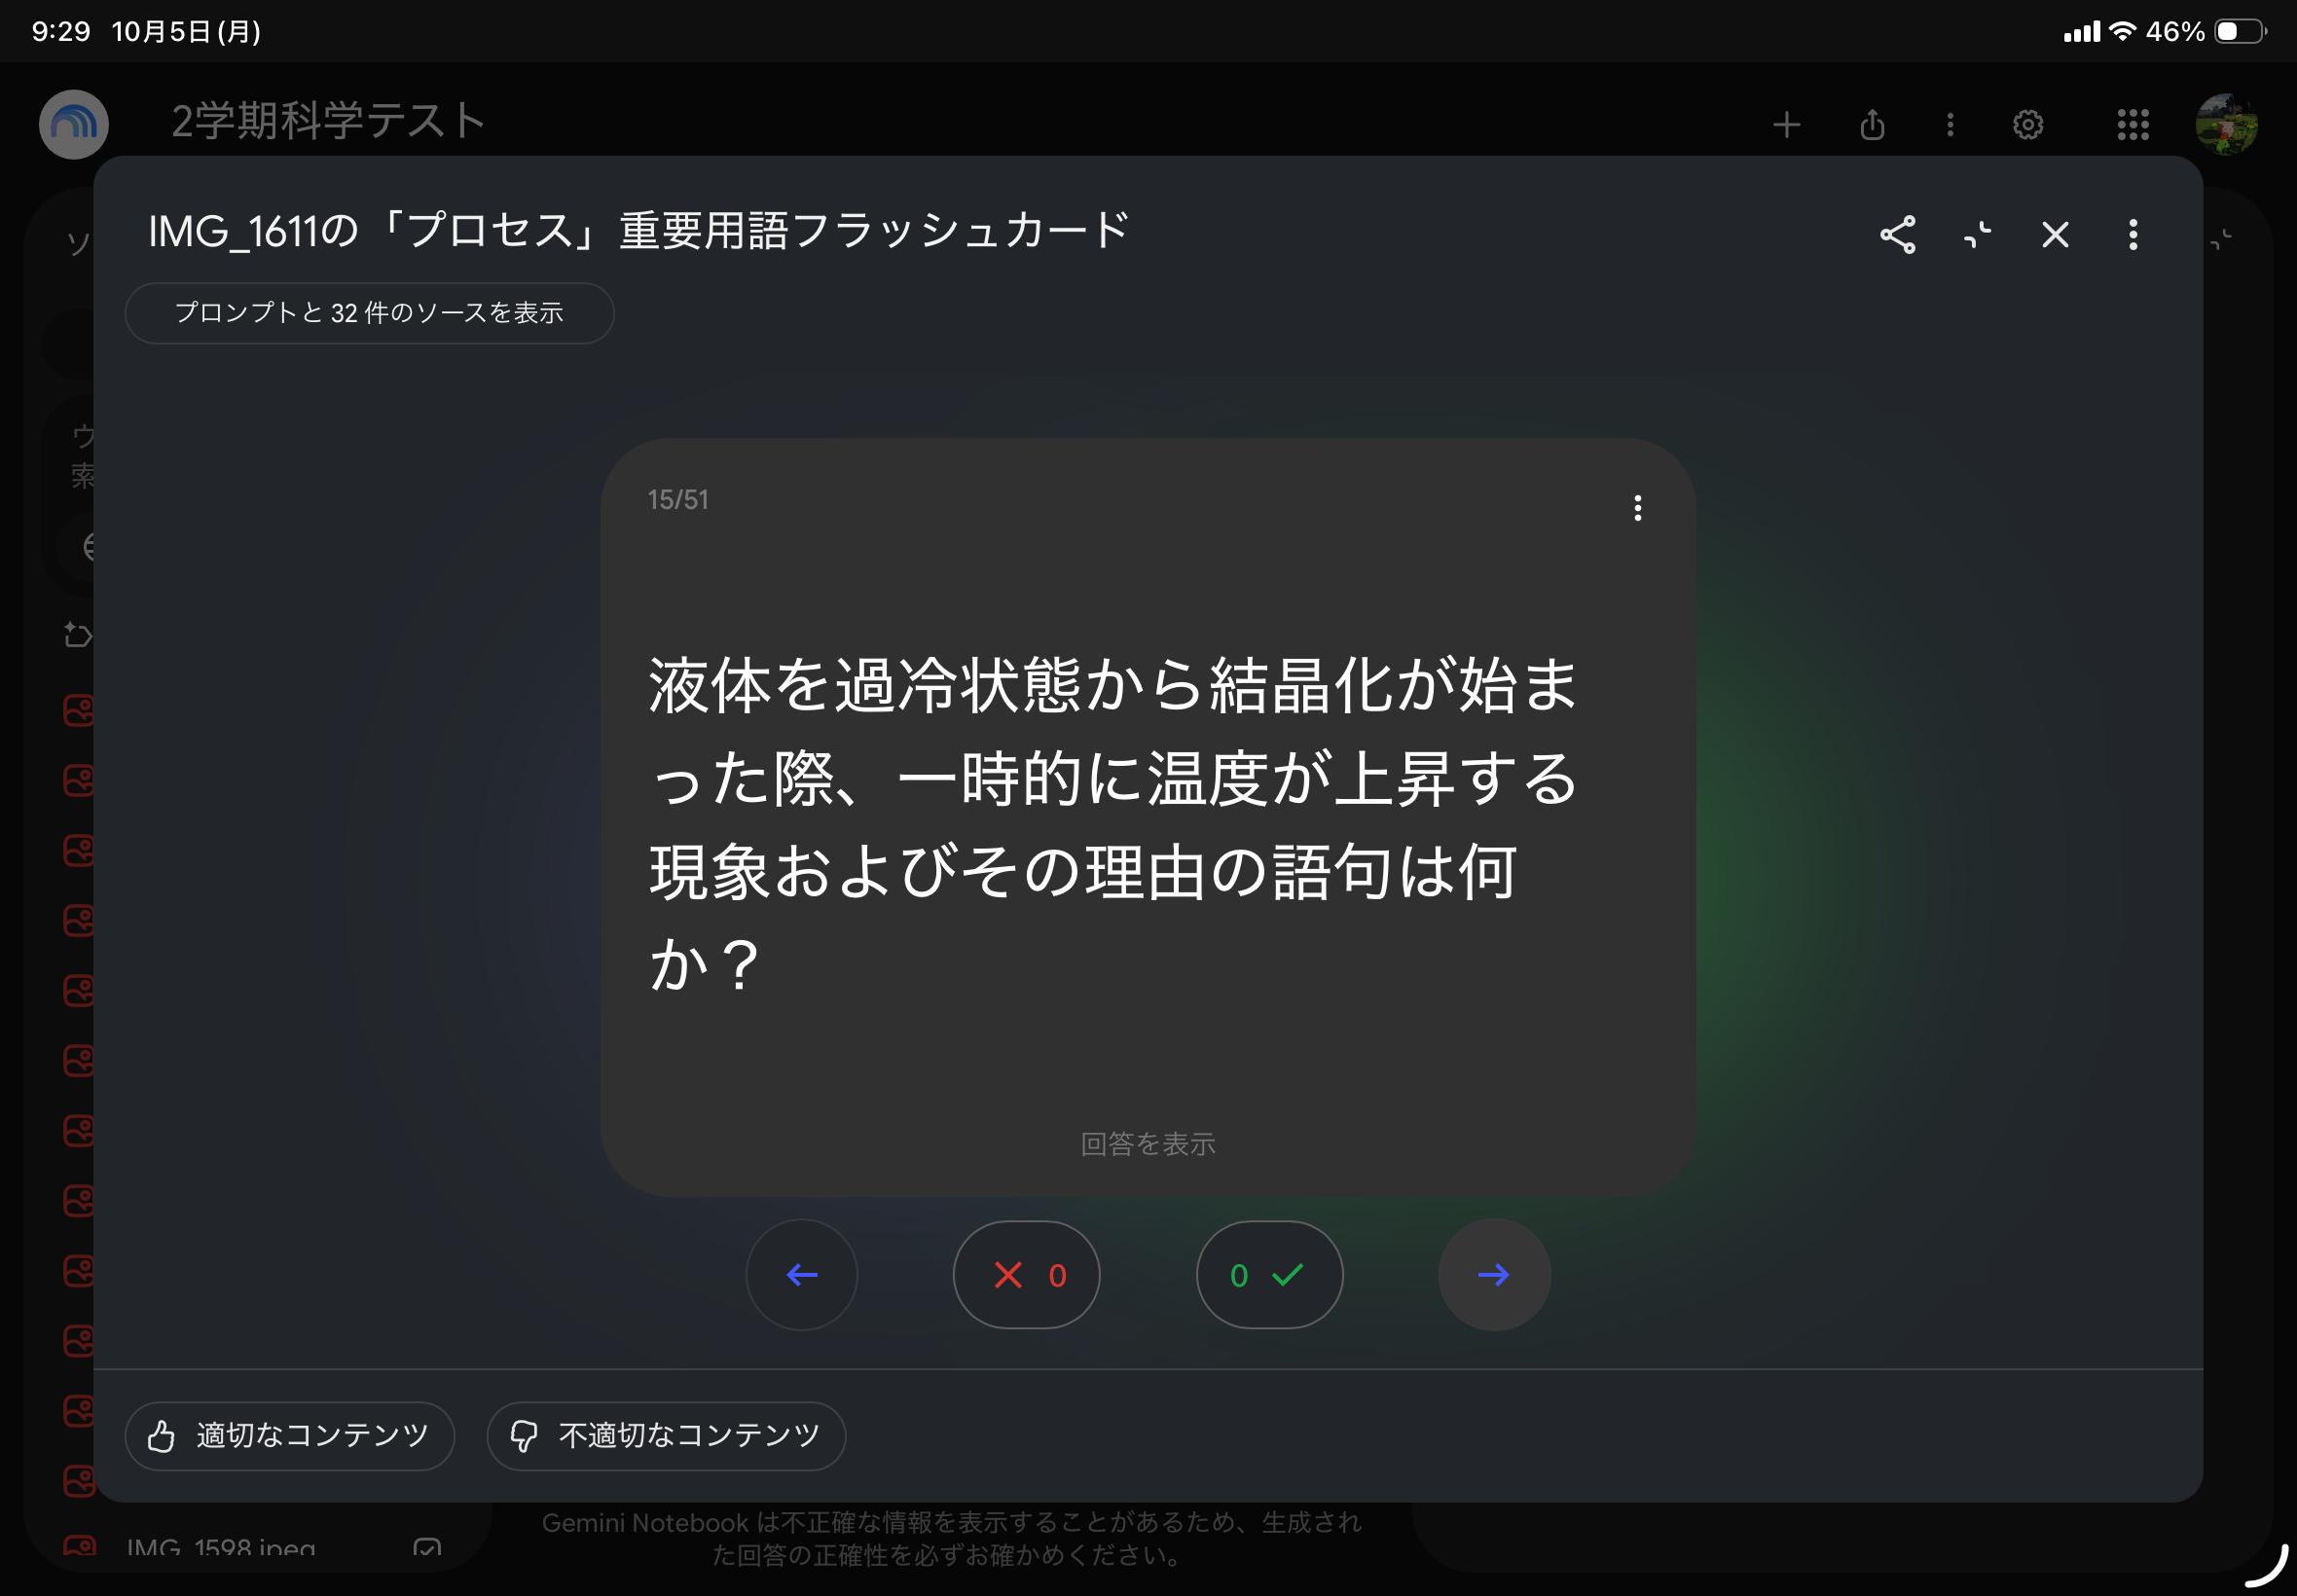 9:29 10月5日(月)
46%
2学期科学テスト
ソ
IMG_1611の「プロセス」重要用語フラッシュカード
プロンプトと 32 件のソースを表示
ウ
索
15/51
液体を過冷状態から結晶化が始ま
った際、一時的に温度が上昇する
現象およびその理由の語句は何
か？
回答を表示
0
0
適切なコンテンツ
不適切なコンテンツ
IMG_1598.jpeg
Gemini Notebook は不正確な情報を表示することがあるため、生成され
た回答の正確性を必ずお確かめください。